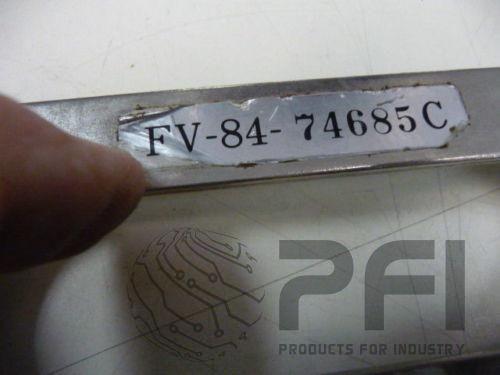 FV-84-74685C
PFI
PRODUCTS FOR INDUSTRY